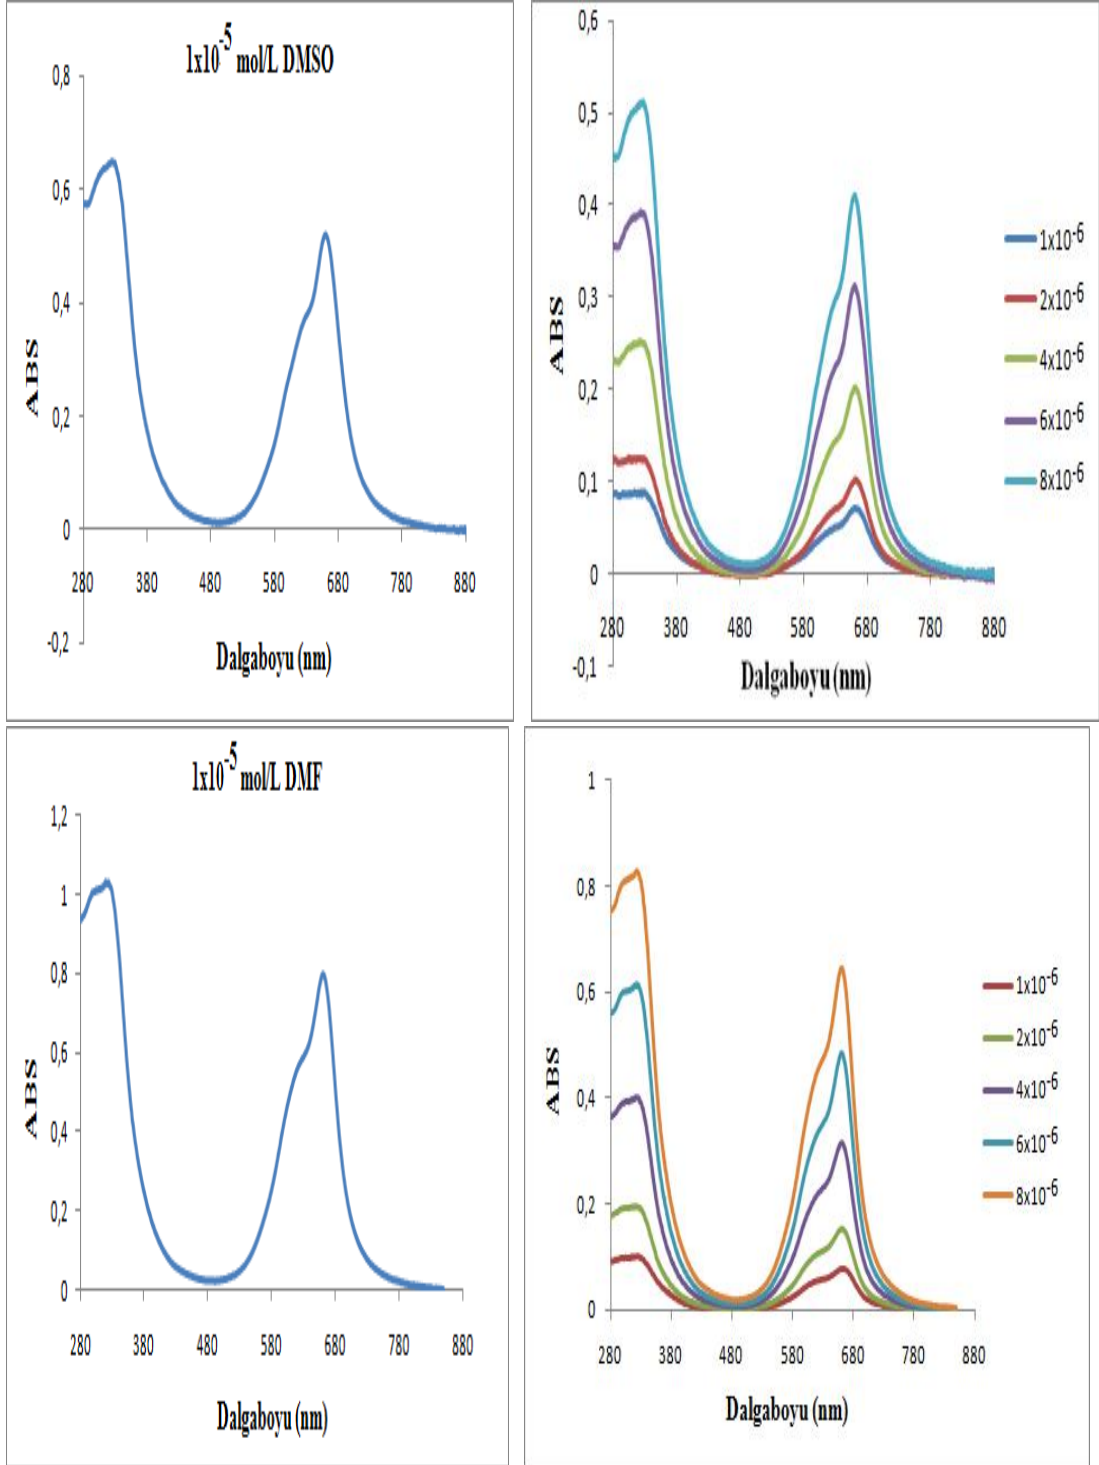 1x10⁻⁵ mol/L DMSO
0,8
0,6
0,4
0,2
0
-0,2
ABS
280 380 480 580 680 780 880
Dalgaboyu (nm)
0,6
0,5
0,4
0,3
0,2
0,1
0
-0,1
ABS
280 380 480 580 680 780 880
Dalgaboyu (nm)
1x10⁻⁶
2x10⁻⁶
4x10⁻⁶
6x10⁻⁶
8x10⁻⁶
1x10⁻⁵ mol/L DMF
1,2
1
0,8
0,6
0,4
0,2
0
ABS
280 380 480 580 680 780 880
Dalgaboyu (nm)
1
0,8
0,6
0,4
0,2
0
ABS
280 380 480 580 680 780 880
Dalgaboyu (nm)
1x10⁻⁶
2x10⁻⁶
4x10⁻⁶
6x10⁻⁶
8x10⁻⁶